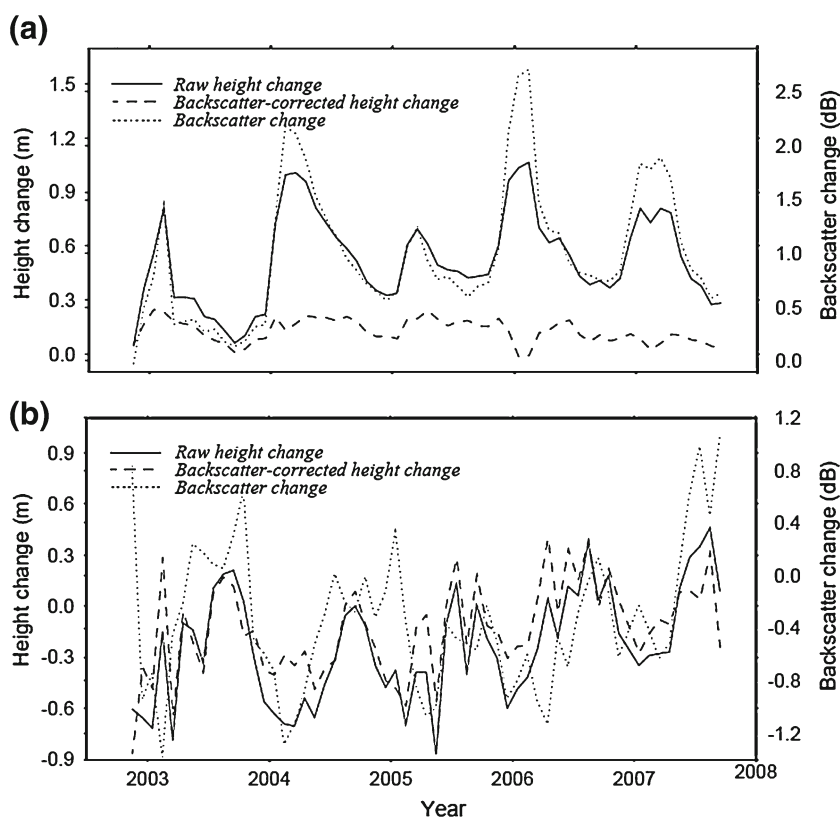 (a)
1.5
1.2
0.9
0.6
0.3
0.0
Height change (m)
Raw height change
Backscatter-corrected height change
Backscatter change
2.5
2.0
1.5
1.0
0.5
0.0
Backscatter change (dB)
(b)
0.9
0.6
0.3
0.0
-0.3
-0.6
-0.9
Height change (m)
Raw height change
Backscatter-corrected height change
Backscatter change
1.2
0.8
0.4
0.0
-0.4
-0.8
-1.2
Backscatter change (dB)
2003 2004 2005 2006 2007 2008
Year